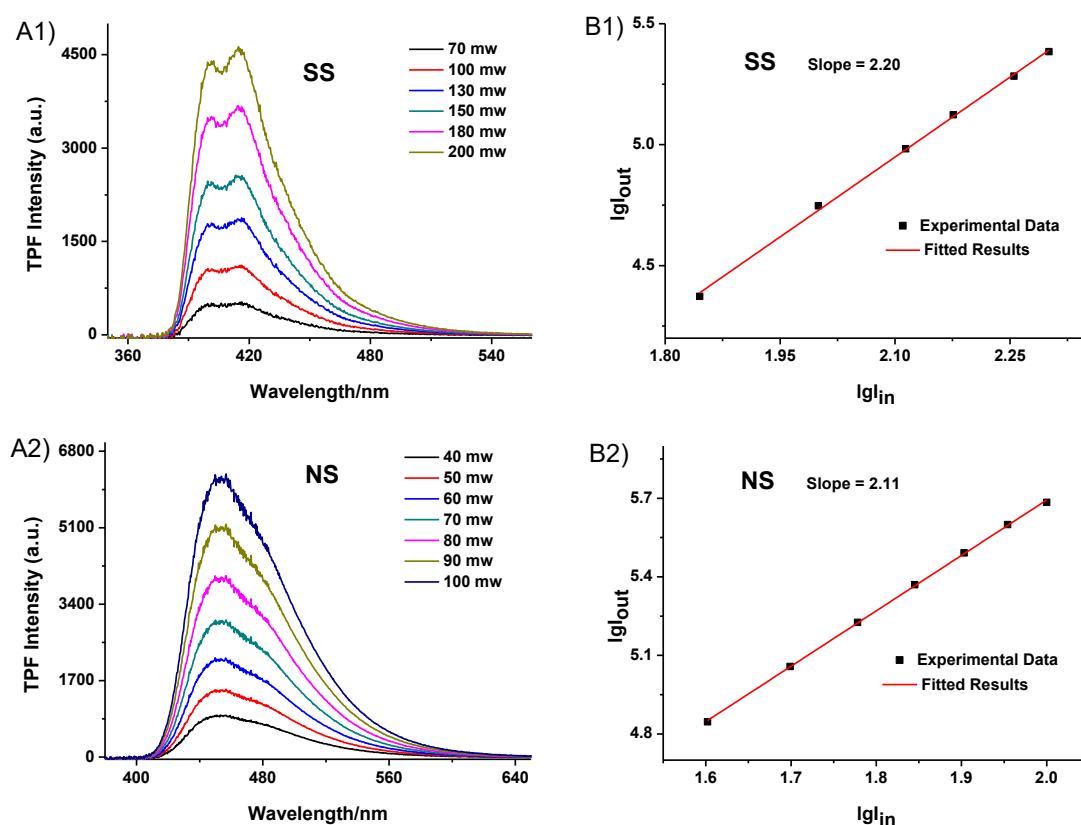 A1)
4500
3000
1500
0
TPF Intensity (a.u.)
SS
70 mw
100 mw
130 mw
150 mw
180 mw
200 mw
360 420 480 540
Wavelength/nm
B1)
5.5
5.0
4.5
lgIout
SS Slope = 2.20
Experimental Data
Fitted Results
1.80 1.95 2.10 2.25
lgIin
A2)
6800
5100
3400
1700
0
TPF Intensity (a.u.)
NS
40 mw
50 mw
60 mw
70 mw
80 mw
90 mw
100 mw
400 480 560 640
Wavelength/nm
B2)
5.7
5.4
5.1
4.8
lgIout
NS Slope = 2.11
Experimental Data
Fitted Results
1.6 1.7 1.8 1.9 2.0
lgIin